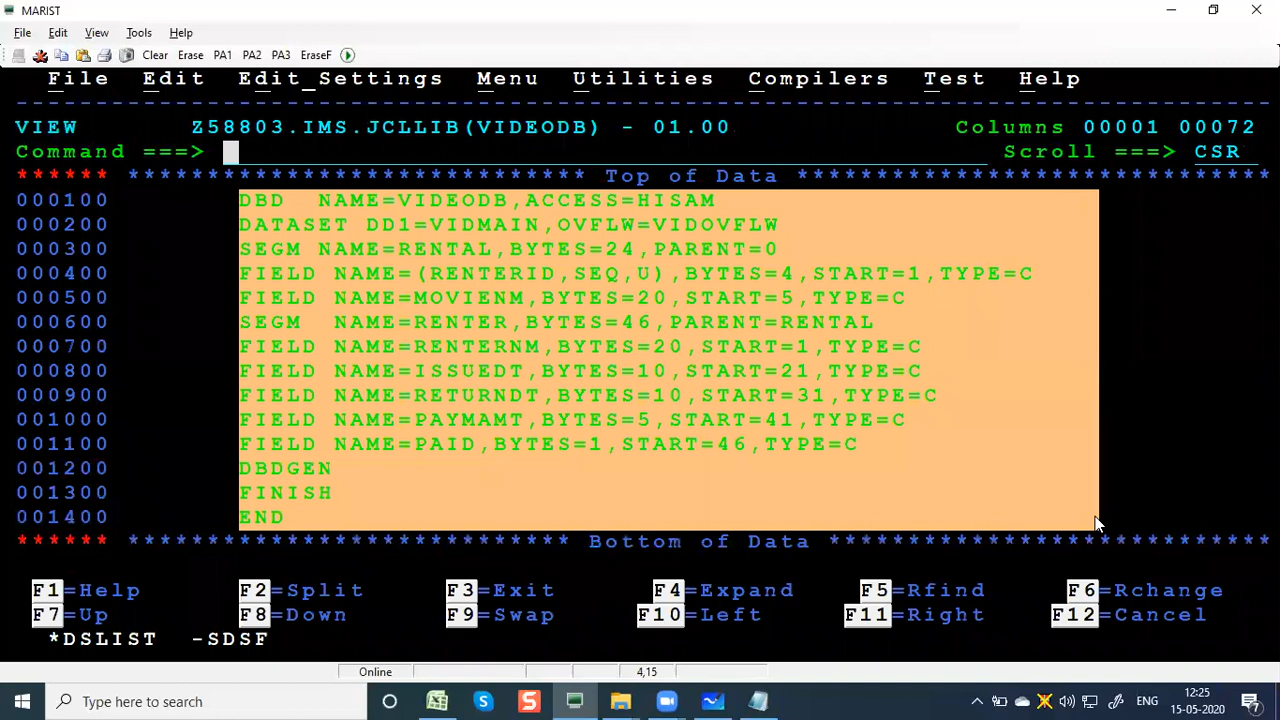 MARIST
File Edit View Tools Help
Clear Erase PA1 PA2 PA3 EraseF
File Edit Edit_Settings Menu Utilities Compilers Test Help
VIEW Z58803.IMS.JCLLIB(VIDEODB) - 01.00 Columns 00001 00072
Command ===> Scroll ===> CSR
****** **************************** Top of Data ******************************
000100 DBD  NAME=VIDEODB,ACCESS=HISAM
000200 DATASET DD1=VIDMAIN,OVFLW=VIDOVFLW
000300 SEGM NAME=RENTAL,BYTES=24,PARENT=0
000400 FIELD NAME=(RENTERID,SEQ,U),BYTES=4,START=1,TYPE=C
000500 FIELD NAME=MOVIENM,BYTES=20,START=5,TYPE=C
000600 SEGM  NAME=RENTER,BYTES=46,PARENT=RENTAL
000700 FIELD NAME=RENTERNM,BYTES=20,START=1,TYPE=C
000800 FIELD NAME=ISSUEDT,BYTES=10,START=21,TYPE=C
000900 FIELD NAME=RETURNDT,BYTES=10,START=31,TYPE=C
001000 FIELD NAME=PAYMAMT,BYTES=5,START=41,TYPE=C
001100 FIELD NAME=PAID,BYTES=1,START=46,TYPE=C
001200 DBDGEN
001300 FINISH
001400 END
****** **************************** Bottom of Data ****************************
F1=Help F2=Split F3=Exit F4=Expand F5=Rfind F6=Rchange
F7=Up F8=Down F9=Swap F10=Left F11=Right F12=Cancel
*DSLIST -SDSF
Online 4,15
Type here to search ENG 12:25
15-05-2020 7